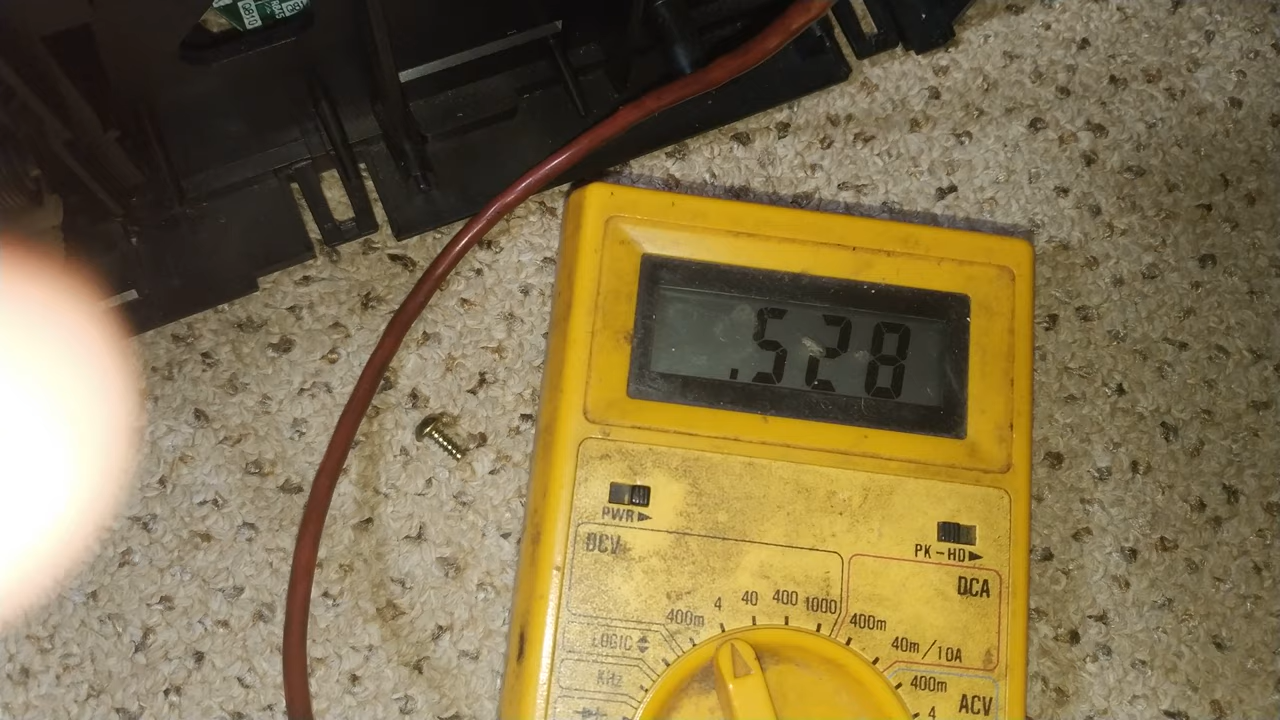 .528
PWR▶
PK-HD▶
DCV
DCA
400m 4 40 400 1000
400m
40m/10A
LOGIC
KHz
400m
4
ACV